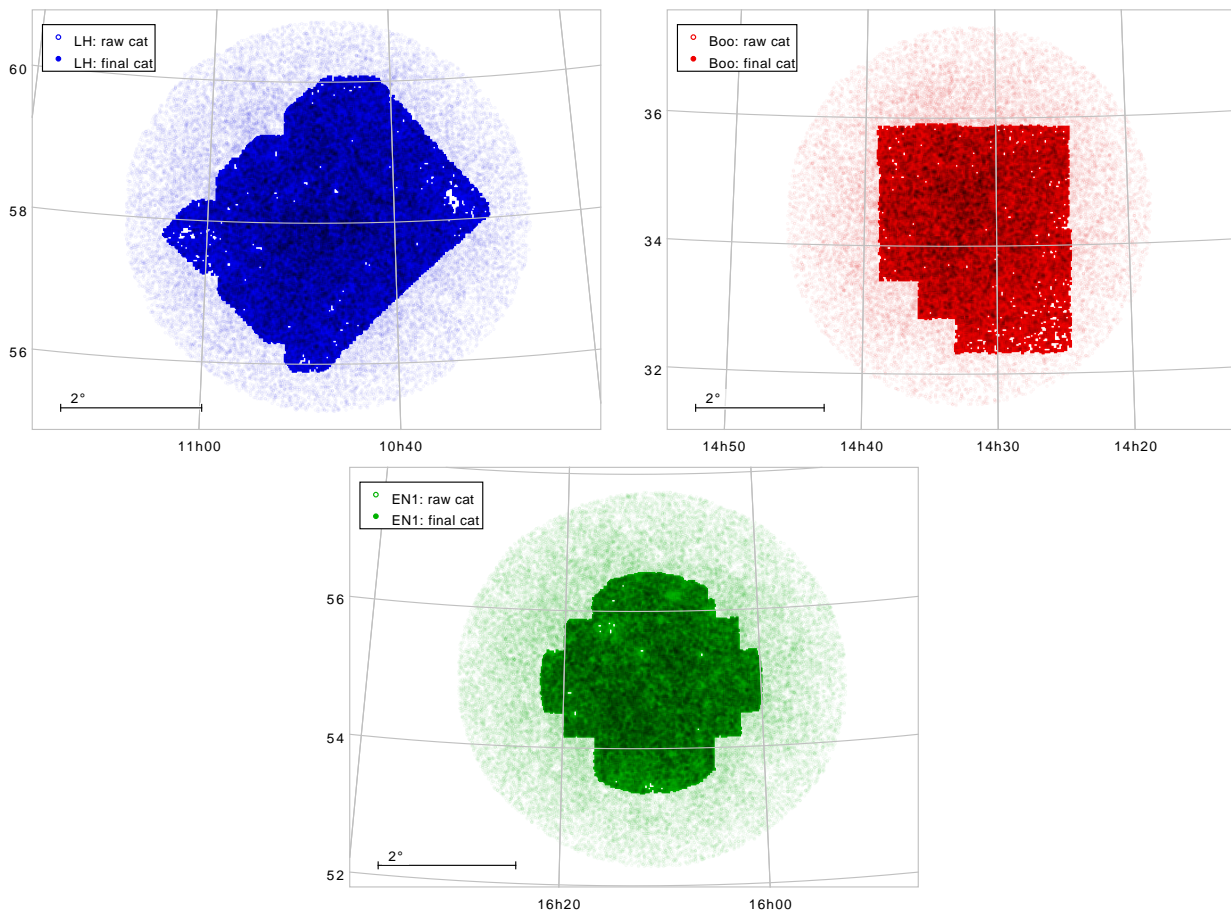 LH: raw cat
LH: final cat
60
58
56
2°
11h00
10h40
Boo: raw cat
Boo: final cat
36
34
32
2°
14h50
14h40
14h30
14h20
EN1: raw cat
EN1: final cat
56
54
52
2°
16h20
16h00